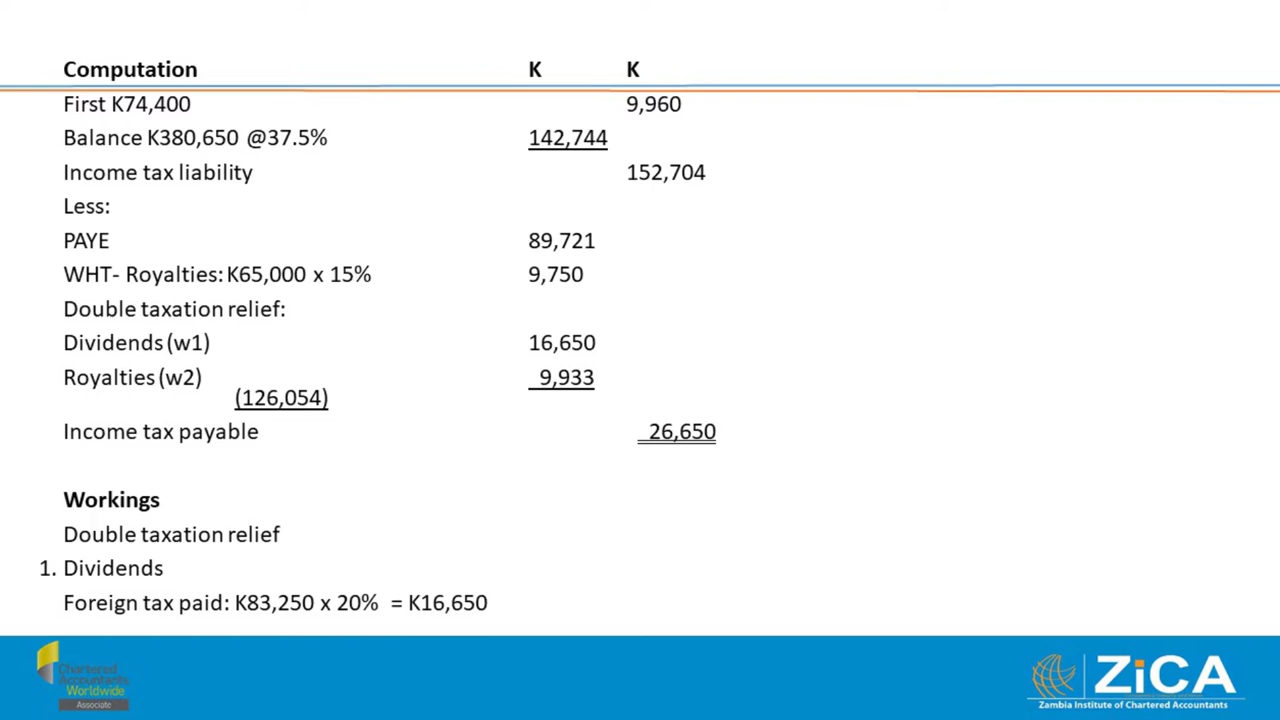 Computation K K
First K74,400 9,960
Balance K380,650 @37.5% 142,744
Income tax liability 152,704
Less:
PAYE 89,721
WHT- Royalties: K65,000 x 15% 9,750
Double taxation relief:
Dividends (w1) 16,650
Royalties (w2) 9,933
(126,054)
Income tax payable 26,650
Workings
Double taxation relief
1. Dividends
Foreign tax paid: K83,250 x 20% = K16,650
Chartered
Accountants
Worldwide
Associate
ZiCA
Zambia Institute of Chartered Accountants